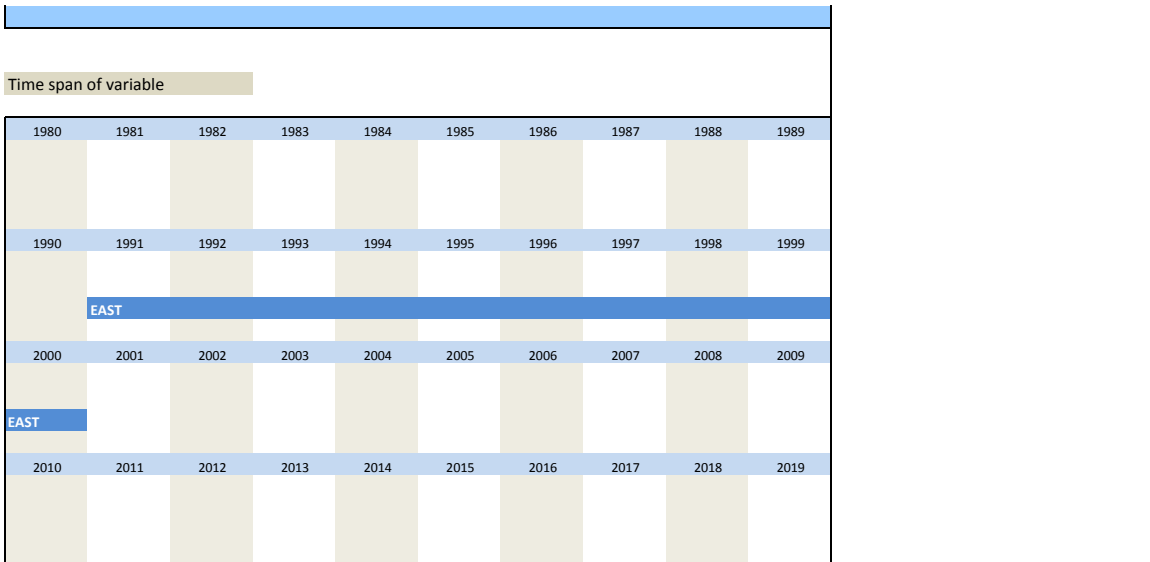 Time span of variable
1980 1981 1982 1983 1984 1985 1986 1987 1988 1989
1990 1991 1992 1993 1994 1995 1996 1997 1998 1999
EAST
2000 2001 2002 2003 2004 2005 2006 2007 2008 2009
EAST
2010 2011 2012 2013 2014 2015 2016 2017 2018 2019